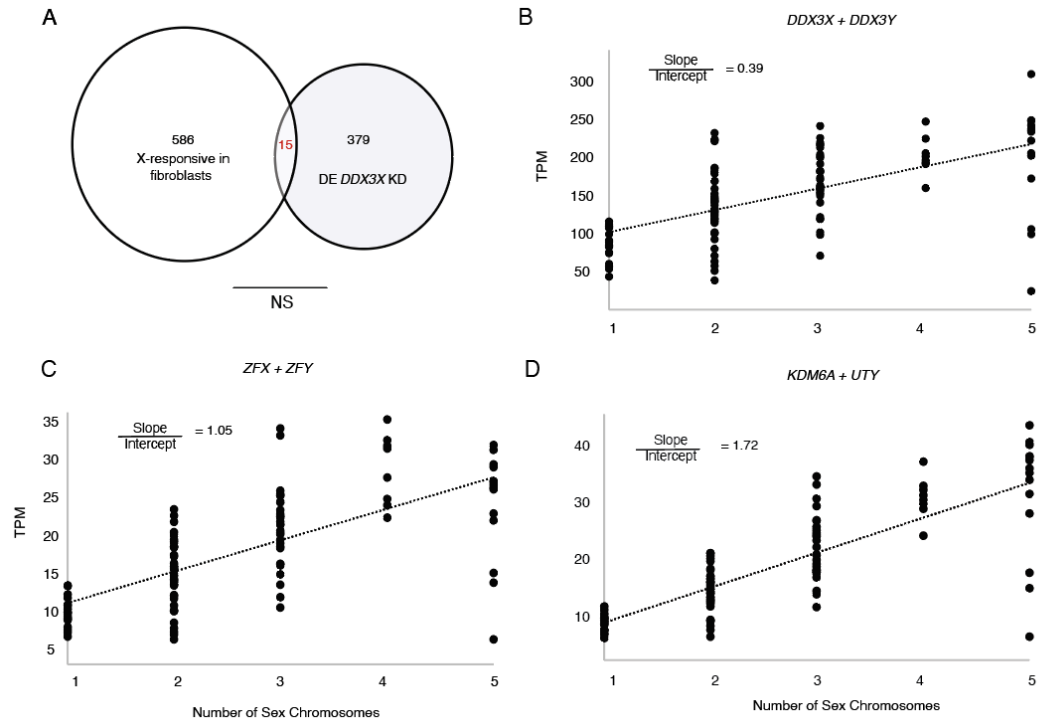 A
586
X-responsive in
fibroblasts
15
379
DE DDX3X KD
NS
B
DDX3X + DDX3Y
Slope
Intercept
= 0.39
TPM
300
250
200
150
100
50
1 2 3 4 5
C
ZFX + ZFY
Slope
Intercept
= 1.05
TPM
35
30
25
20
15
10
5
1 2 3 4 5
Number of Sex Chromosomes
D
KDM6A + UTY
Slope
Intercept
= 1.72
40
30
20
10
1 2 3 4 5
Number of Sex Chromosomes